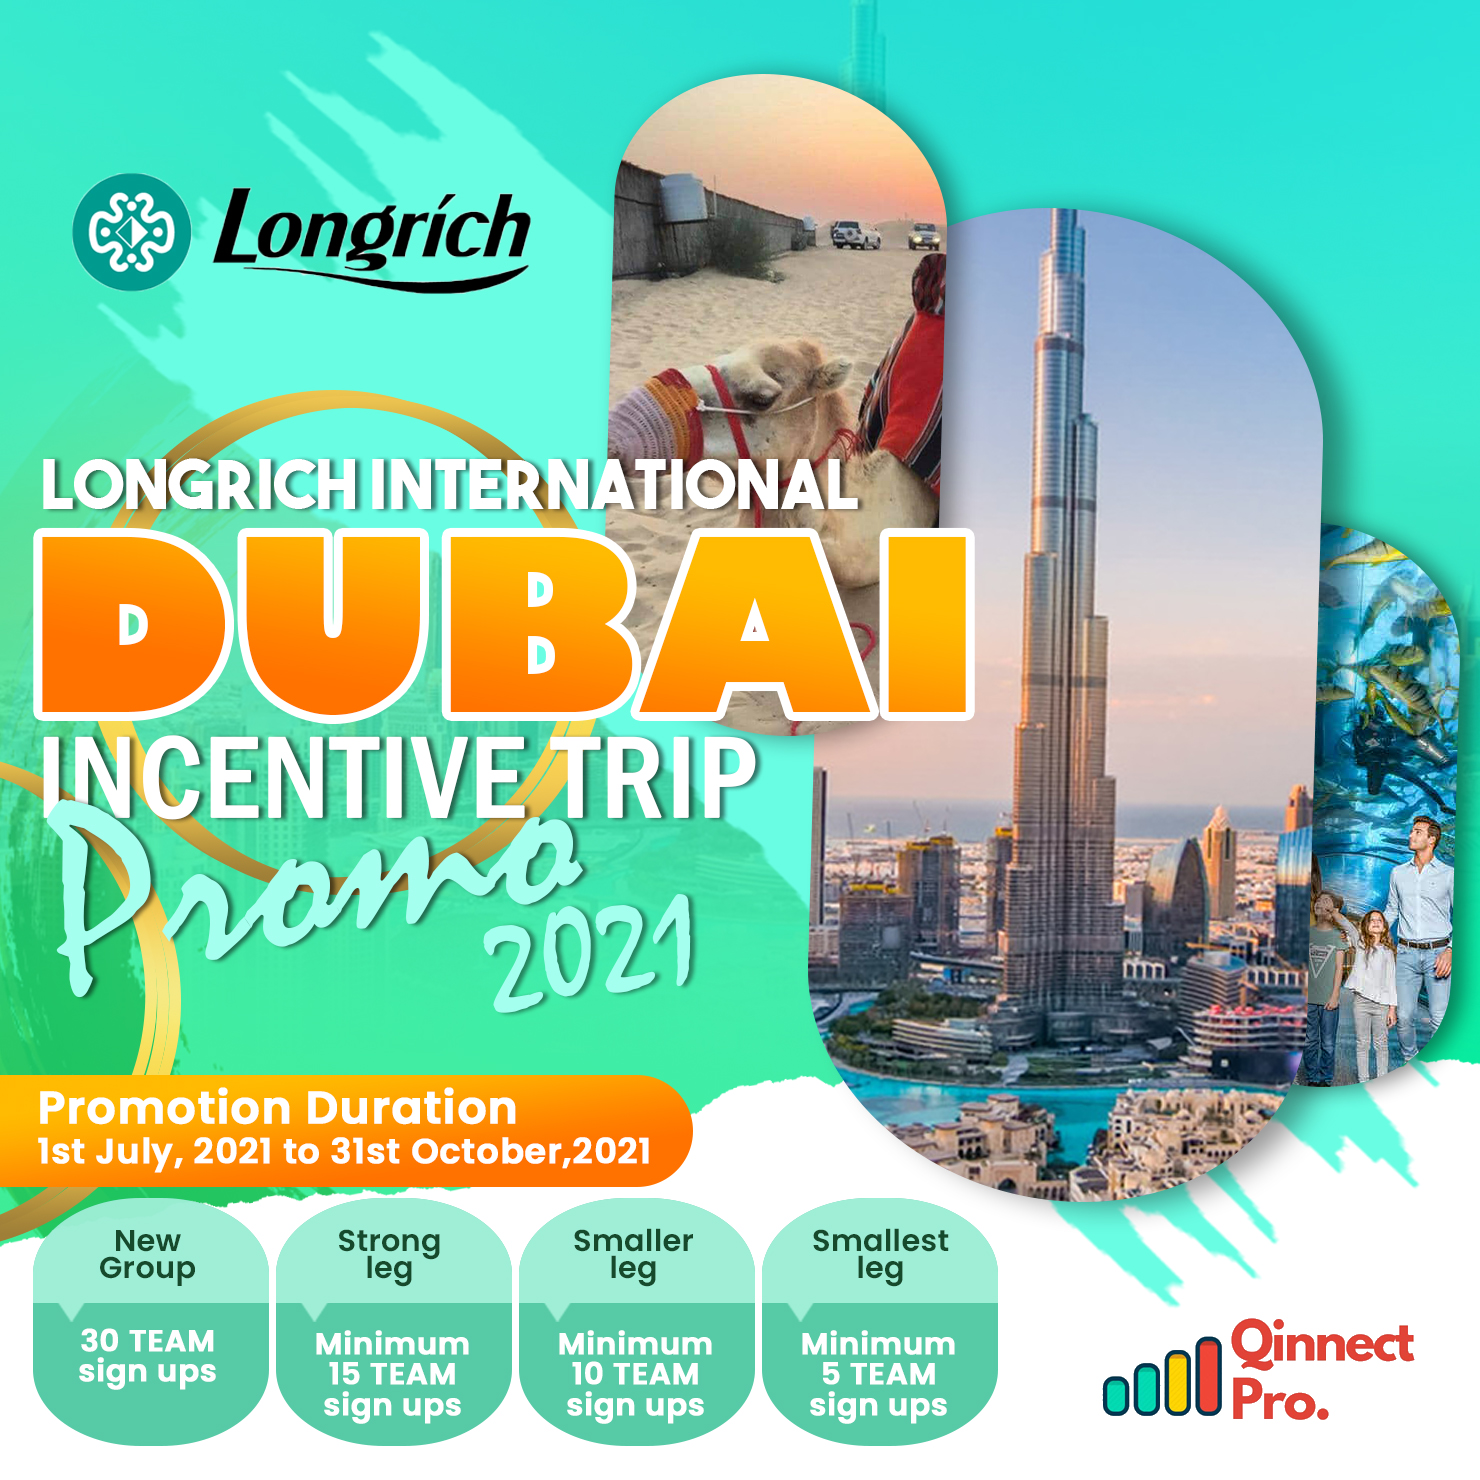 Longrích
LONGRICH INTERNATIONAL
DUBAI
INCENTIVE TRIP
Promo
2021
Promotion Duration
1st July, 2021 to 31st October,2021
New
Group
30 TEAM
sign ups
Strong
leg
Minimum
15 TEAM
sign ups
Smaller
leg
Minimum
10 TEAM
sign ups
Smallest
leg
Minimum
5 TEAM
sign ups
Qinnect
Pro.